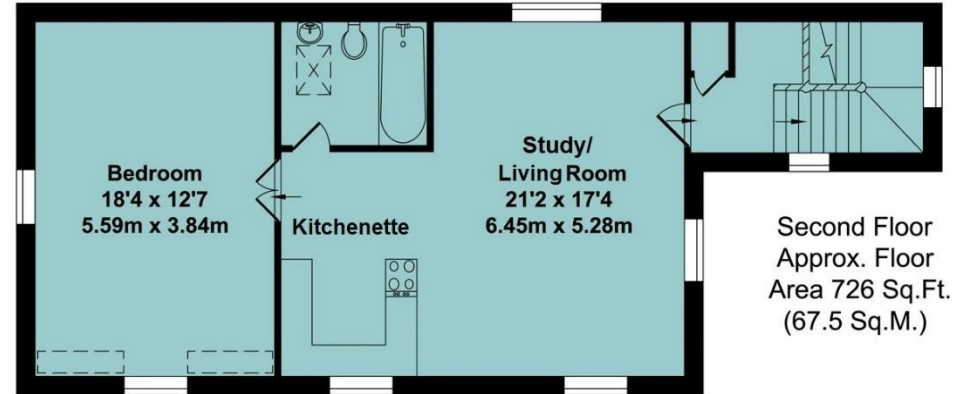 Bedroom
18'4 x 12'7
5.59m x 3.84m
Kitchenette
Study/
Living Room
21'2 x 17'4
6.45m x 5.28m
Second Floor
Approx. Floor
Area 726 Sq.Ft.
(67.5 Sq.M.)